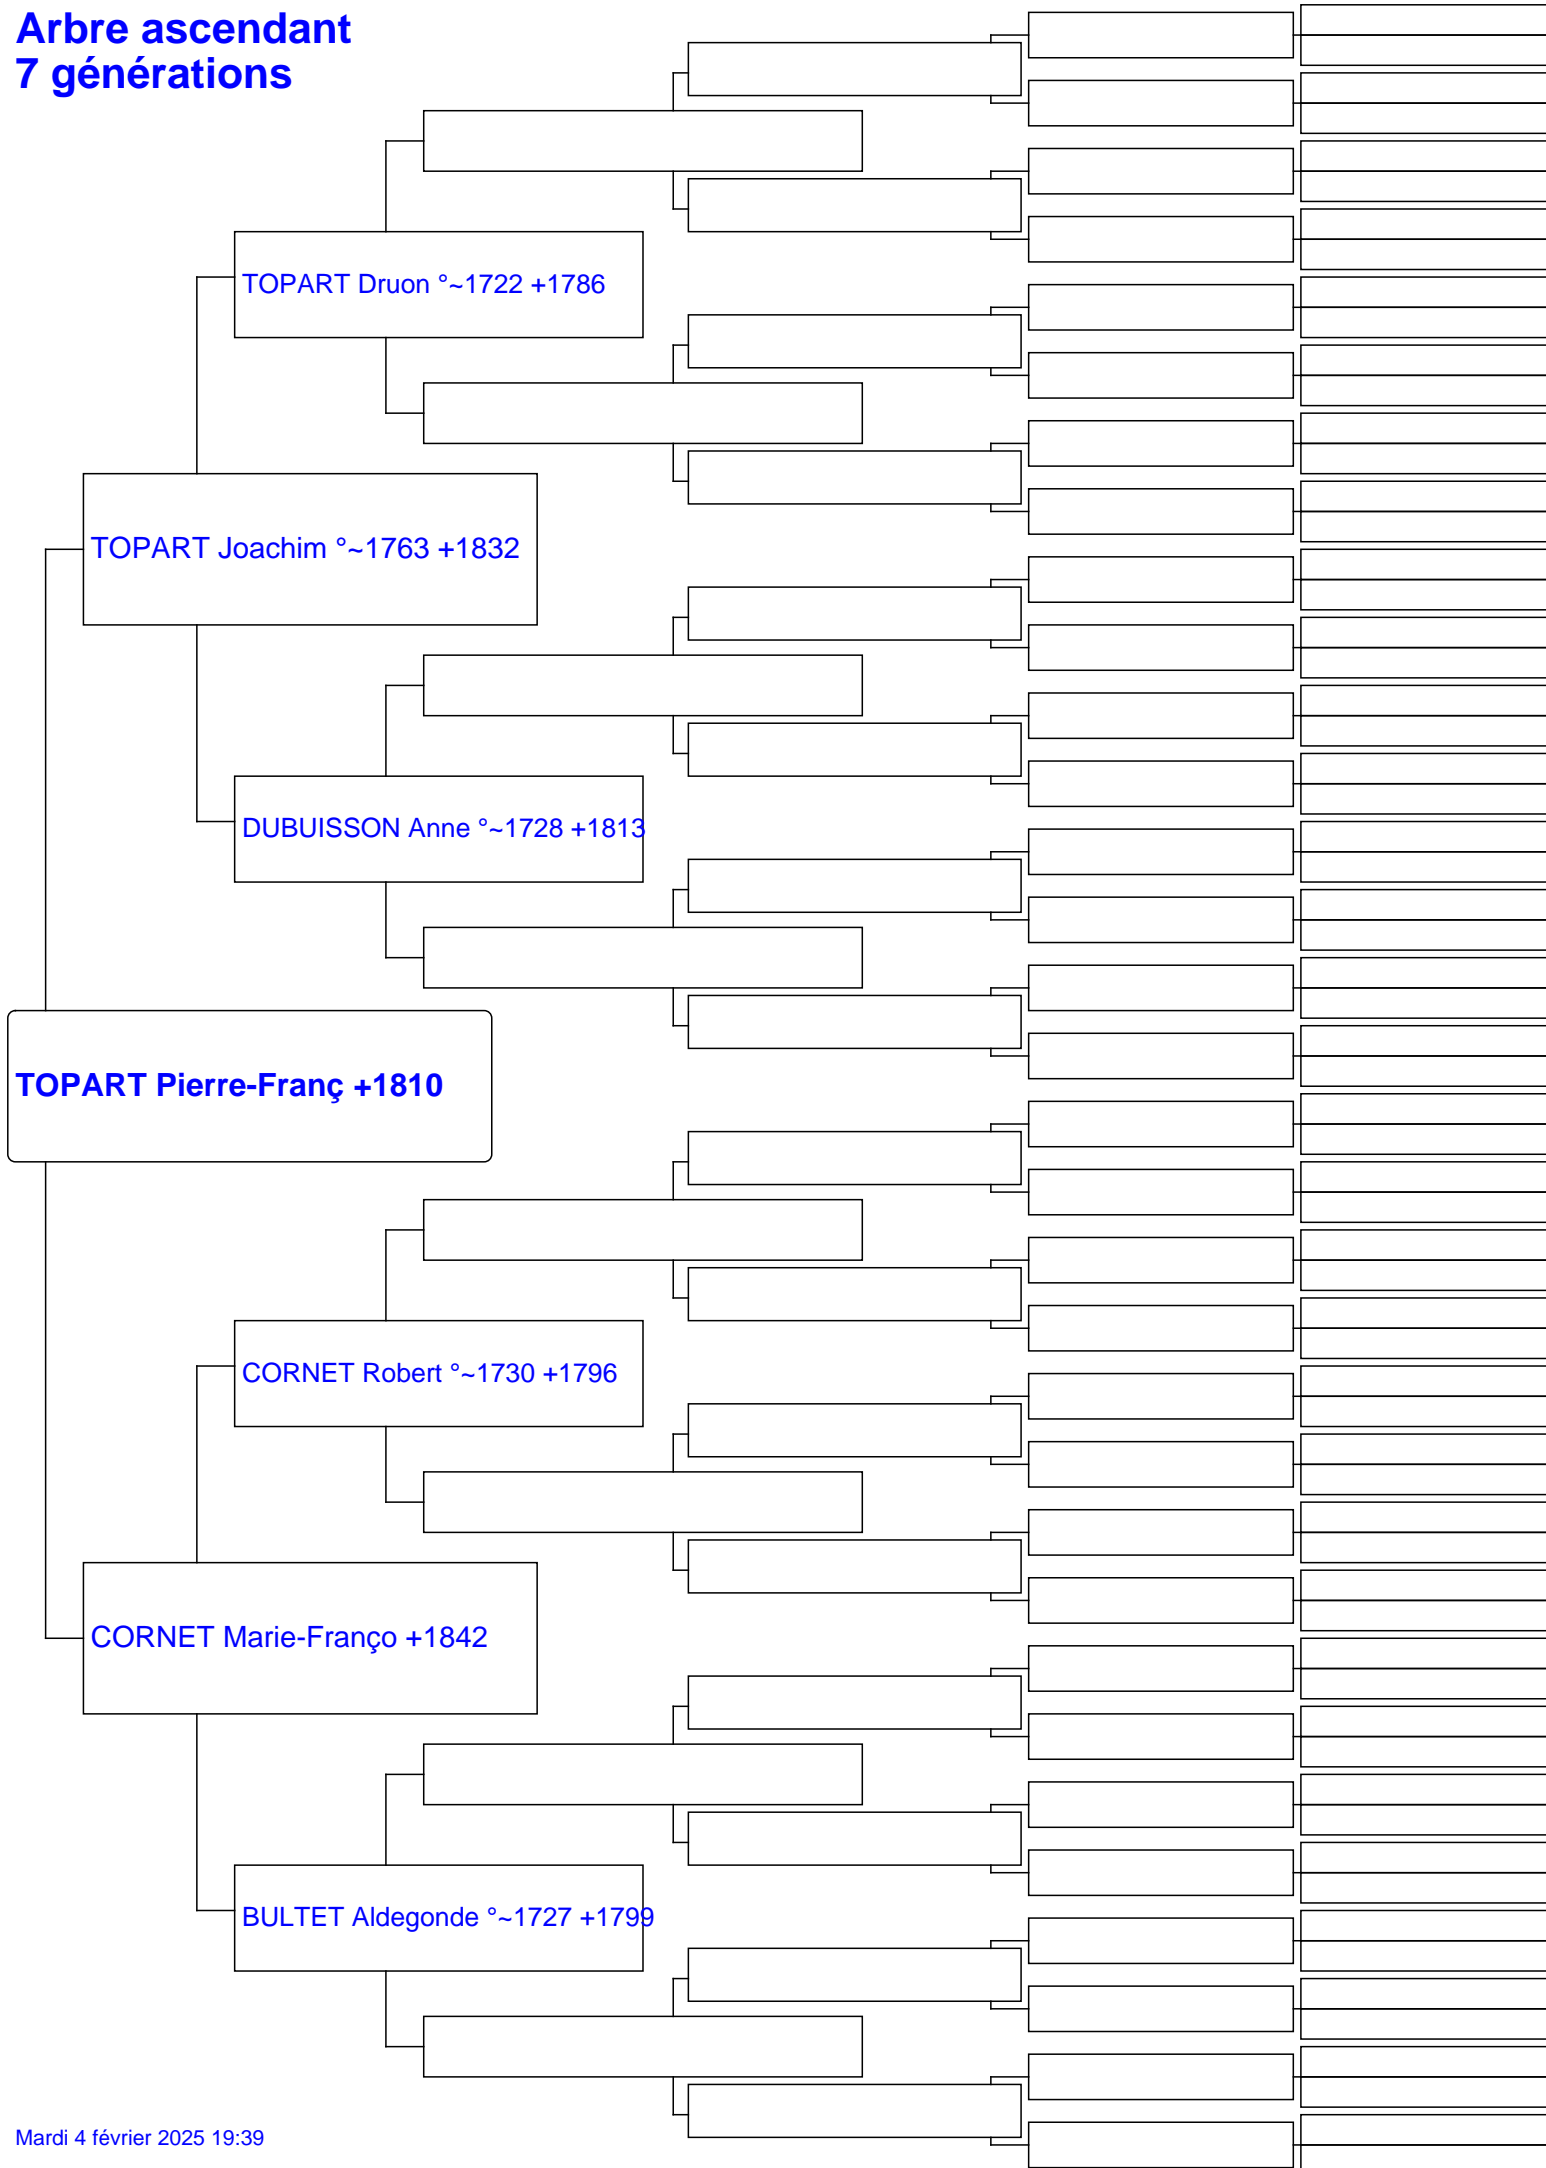 Arbre ascendant
7 générations
TOPART Druon °~1722 +1786
TOPART Joachim °~1763 +1832
DUBUISSON Anne °~1728 +1813
TOPART Pierre-Franç +1810
CORNET Robert °~1730 +1796
CORNET Marie-Franço +1842
BULTET Aldegonde °~1727 +1799
Mardi 4 février 2025 19:39